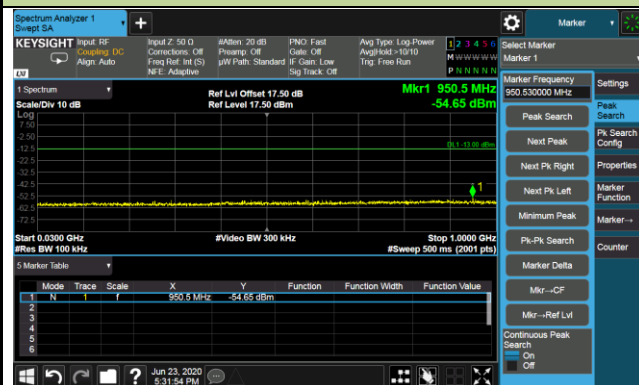 Spectrum Analyzer 1
Swept SA
+
Marker
KEYSIGHT
Input: RF
Coupling: DC
Align: Auto
Input Z: 50 Ω
Corrections: Off
Freq Ref: Int (S)
NFE: Adaptive
#Atten: 20 dB
Preamp: Off
µW Path: Standard
PNO: Fast
Gate: Off
IF Gain: Low
Sig Track: Off
Avg Type: Log-Power
Avg|Hold:>10/10
Trig: Free Run
1 2 3 4 5 6
M W W W W W
P N N N N N
LXI
Select Marker
Marker 1
1 Spectrum
Scale/Div 10 dB
Ref Lvl Offset 17.50 dB
Ref Level 17.50 dBm
Mkr1 950.5 MHz
-54.65 dBm
Log
7.50
-2.50
-12.5
-22.5
-32.5
-42.5
-52.5
-62.5
-72.5
DL1 -13.00 dBm
1
Start 0.0300 GHz
#Res BW 100 kHz
#Video BW 300 kHz
Stop 1.0000 GHz
#Sweep 500 ms (2001 pts)
5 Marker Table
Mode Trace Scale X Y Function Function Width Function Value
1 N 1 f 950.5 MHz -54.65 dBm
2
3
4
5
6
Marker Frequency
950.530000 MHz
Peak Search
Next Peak
Next Pk Right
Next Pk Left
Minimum Peak
Pk-Pk Search
Marker Delta
Mkr→CF
Mkr→Ref Lvl
Continuous Peak
Search
On
Off
Settings
Peak
Search
Pk Search
Config
Properties
Marker
Function
Marker→
Counter
?
Jun 23, 2020
5:31:54 PM